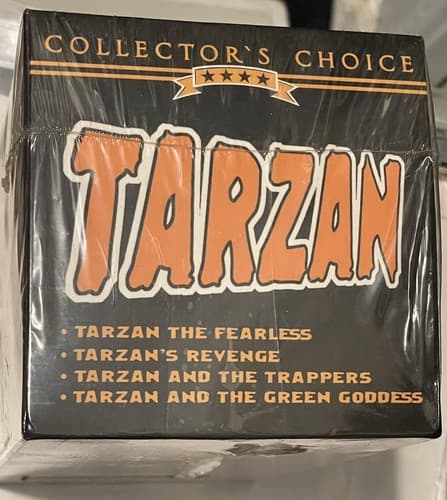 COLLECTOR`S CHOICE
TARZAN
• TARZAN THE FEARLESS
• TARZAN'S REVENGE
• TARZAN AND THE TRAPPERS
• TARZAN AND THE GREEN GODDESS